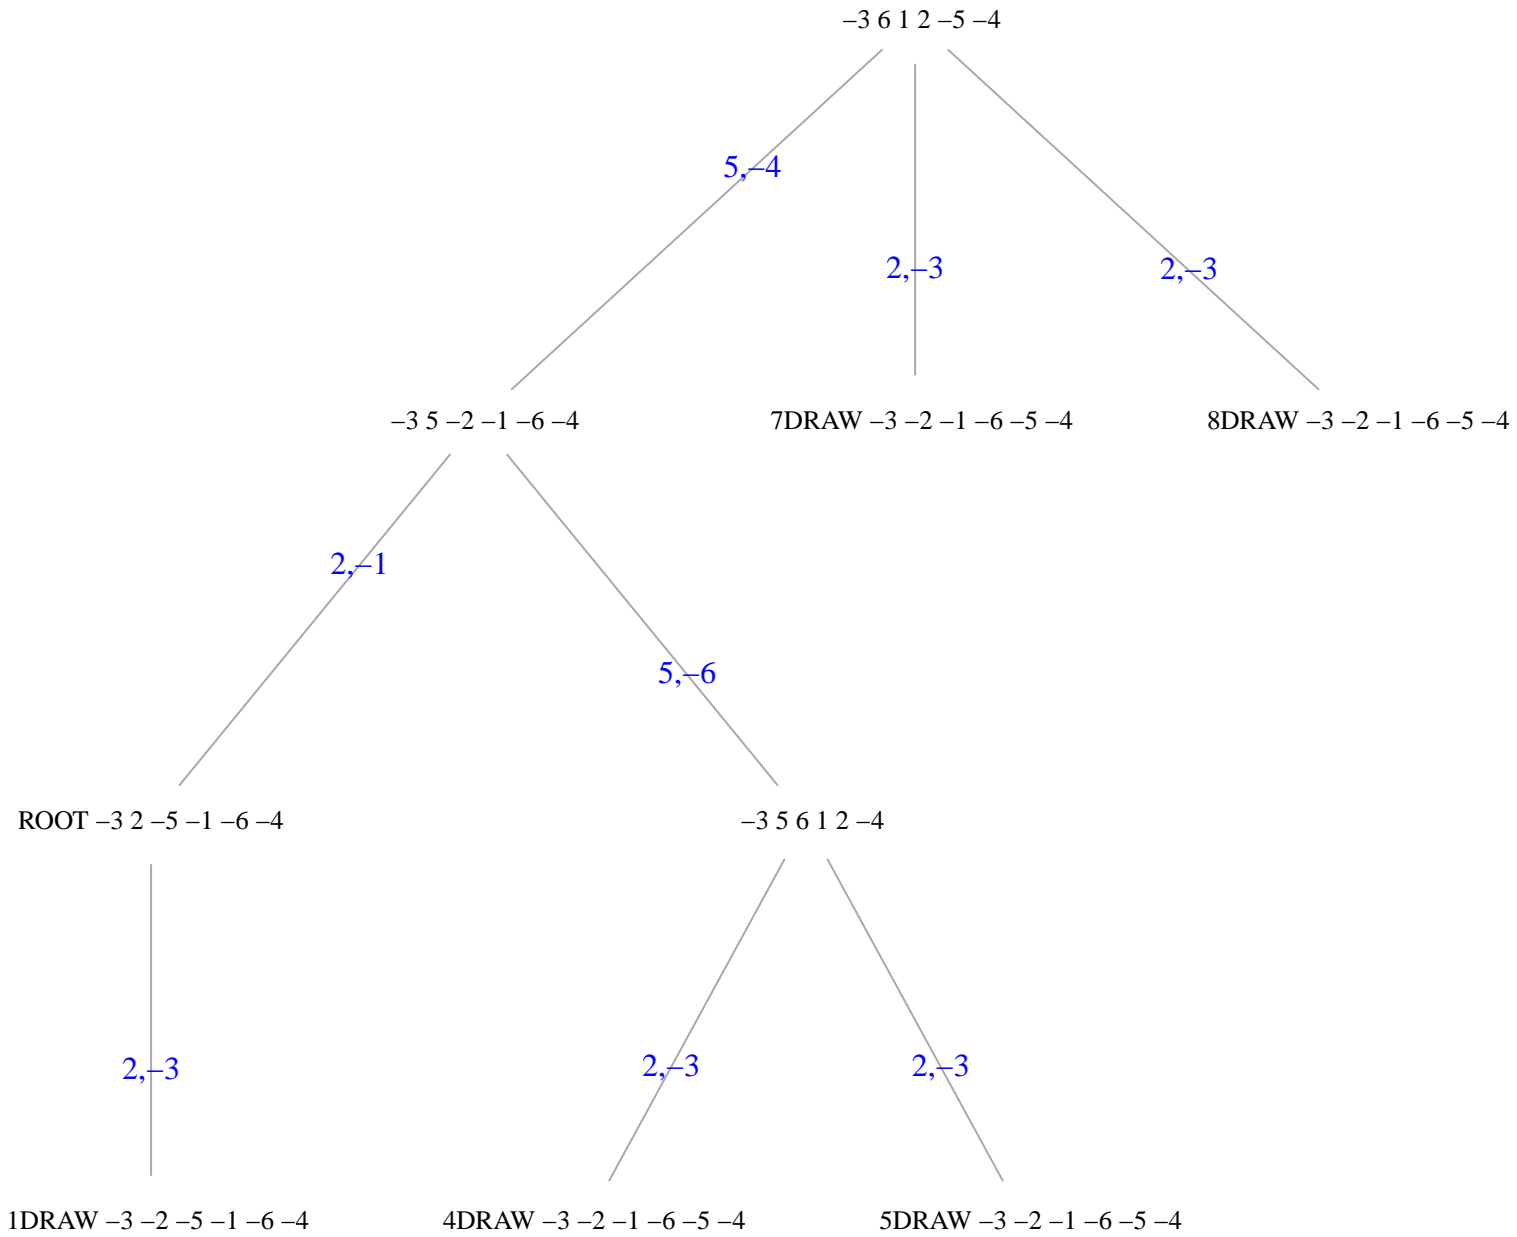 –3 6 1 2 –5 –4
5,–4
2,–3
2,–3
–3 5 –2 –1 –6 –4
7DRAW –3 –2 –1 –6 –5 –4
8DRAW –3 –2 –1 –6 –5 –4
2,–1
5,–6
ROOT –3 2 –5 –1 –6 –4
–3 5 6 1 2 –4
2,–3
2,–3
2,–3
1DRAW –3 –2 –5 –1 –6 –4
4DRAW –3 –2 –1 –6 –5 –4
5DRAW –3 –2 –1 –6 –5 –4